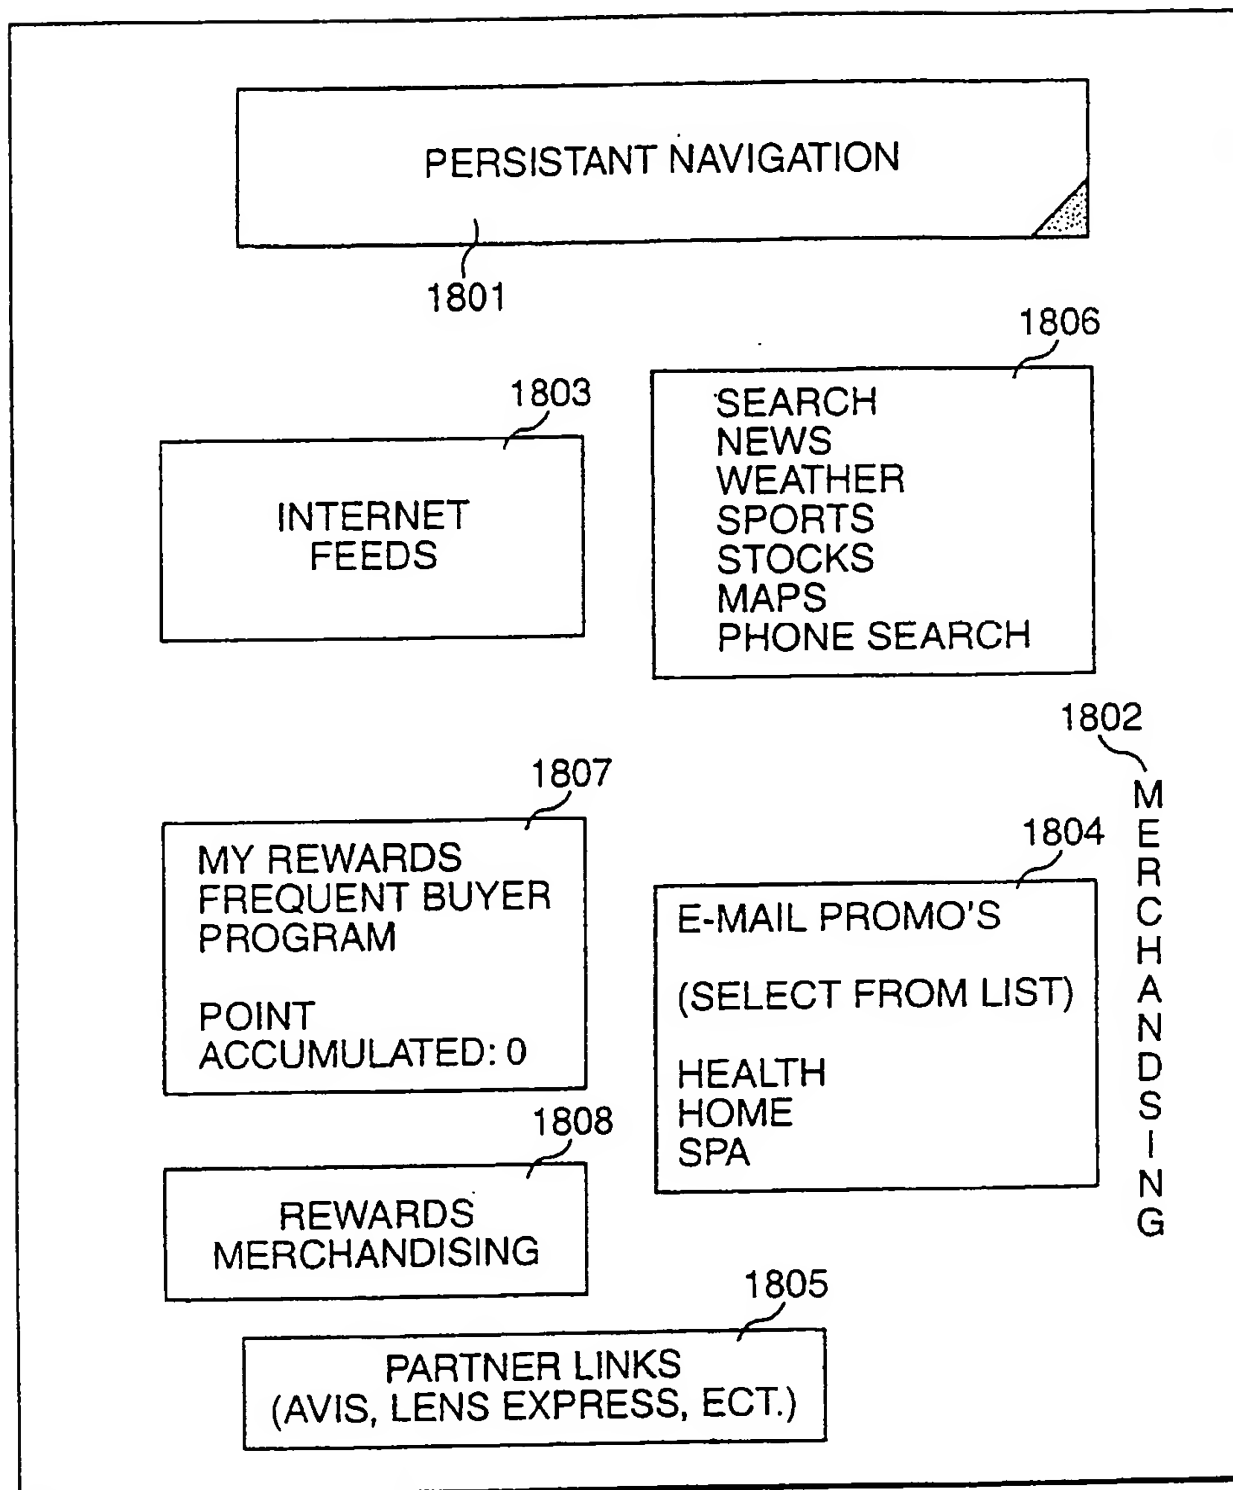 PERSISTANT NAVIGATION
1801
1806
SEARCH
NEWS
WEATHER
SPORTS
STOCKS
MAPS
PHONE SEARCH
1803
INTERNET
FEEDS
1802
MERCHANDSING
1807
MY REWARDS
FREQUENT BUYER
PROGRAM
POINT
ACCUMULATED: 0
1804
E-MAIL PROMO'S
(SELECT FROM LIST)
HEALTH
HOME
SPA
1808
REWARDS
MERCHANDISING
1805
PARTNER LINKS
(AVIS, LENS EXPRESS, ECT.)